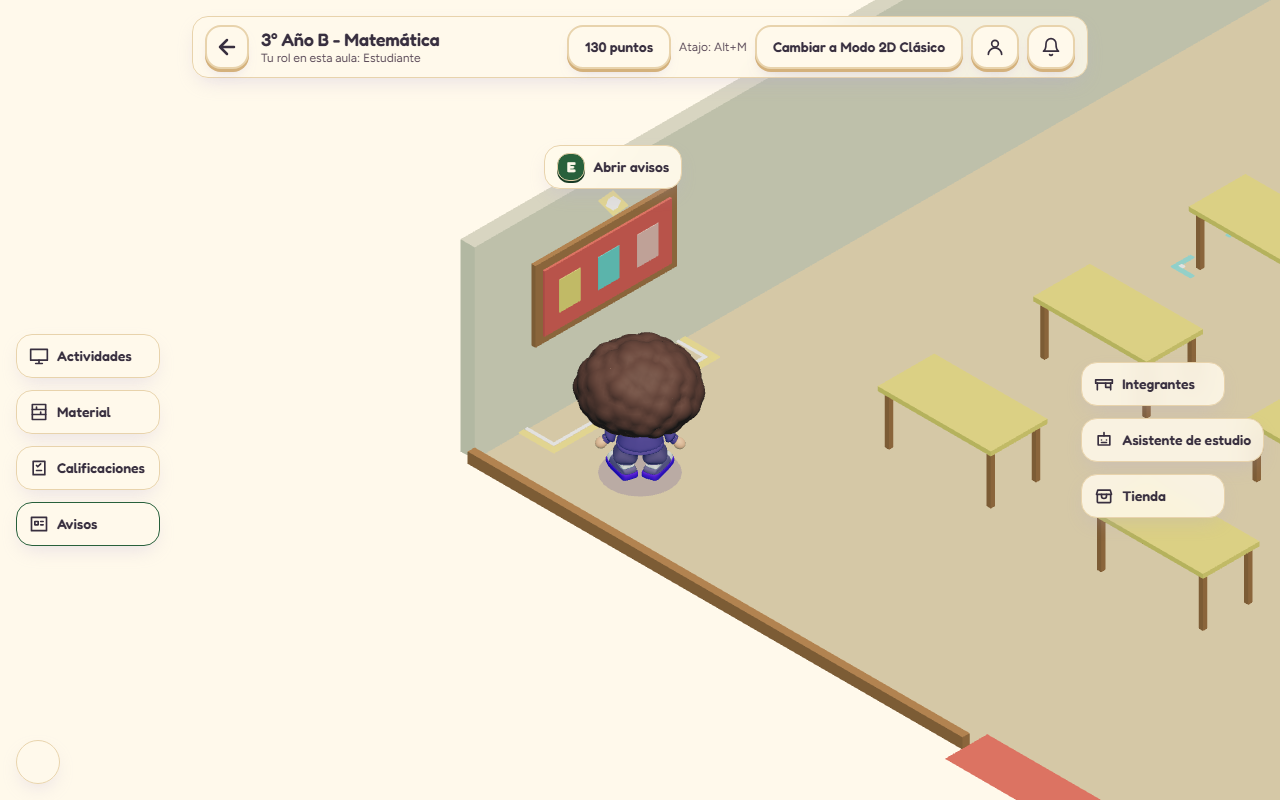 3° Año B - Matemática
Tu rol en esta aula: Estudiante
130 puntos
Atajo: Alt+M
Cambiar a Modo 2D Clásico
E
Abrir avisos
Actividades
Material
Calificaciones
Avisos
Integrantes
Asistente de estudio
Tienda